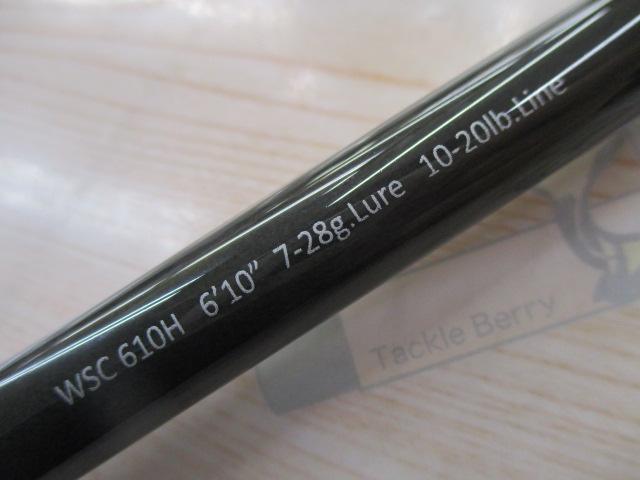 WSC 610H 6'10" 7-28g.Lure 10-20lb.Line
Tackle Berry